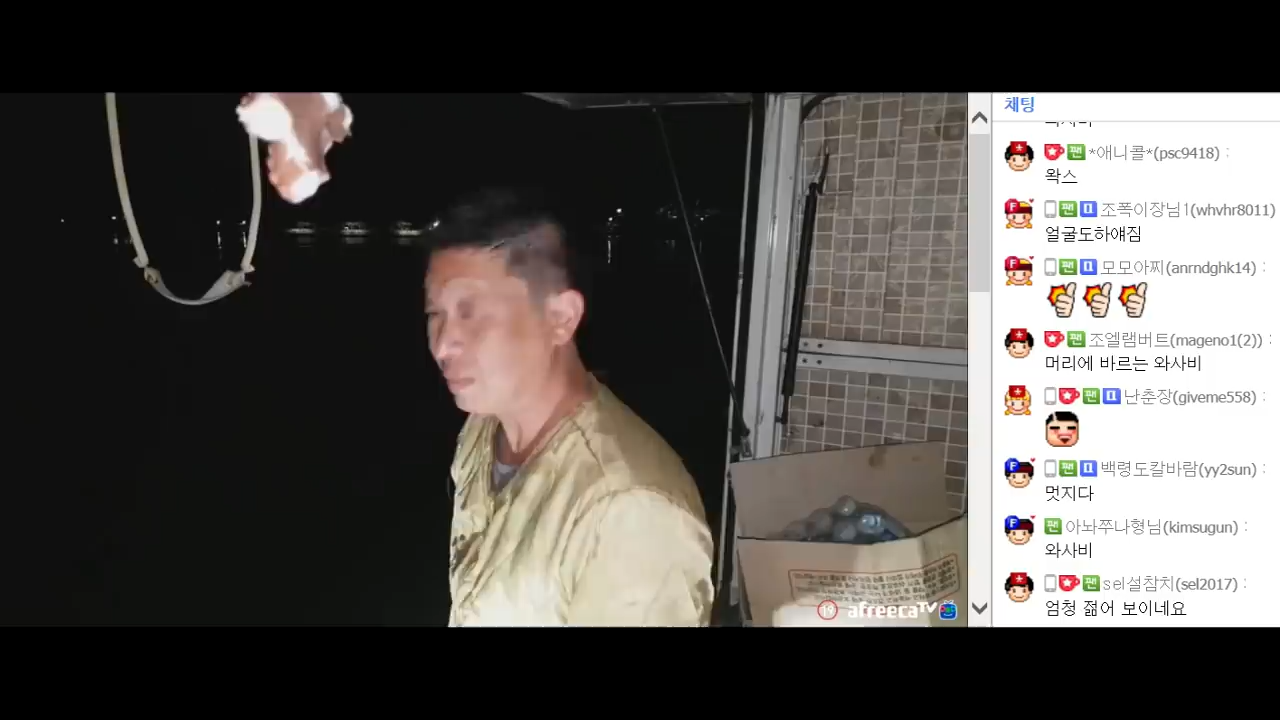 채팅
*애니콜*(psc9418) :
왁스
조폭이장님1(whvhr8011)
얼굴도하얘짐
모모아찌(anrndghk14) :
조엘램버트(mageno1(2)) :
머리에 바르는 와사비
난춘장(giveme558) :
백령도칼바람(yy2sun) :
멋지다
아놔쭈나형님(kimsugun) :
와사비
sel설참치(sel2017) :
엄청 젊어 보이네요
19 afreecaTV